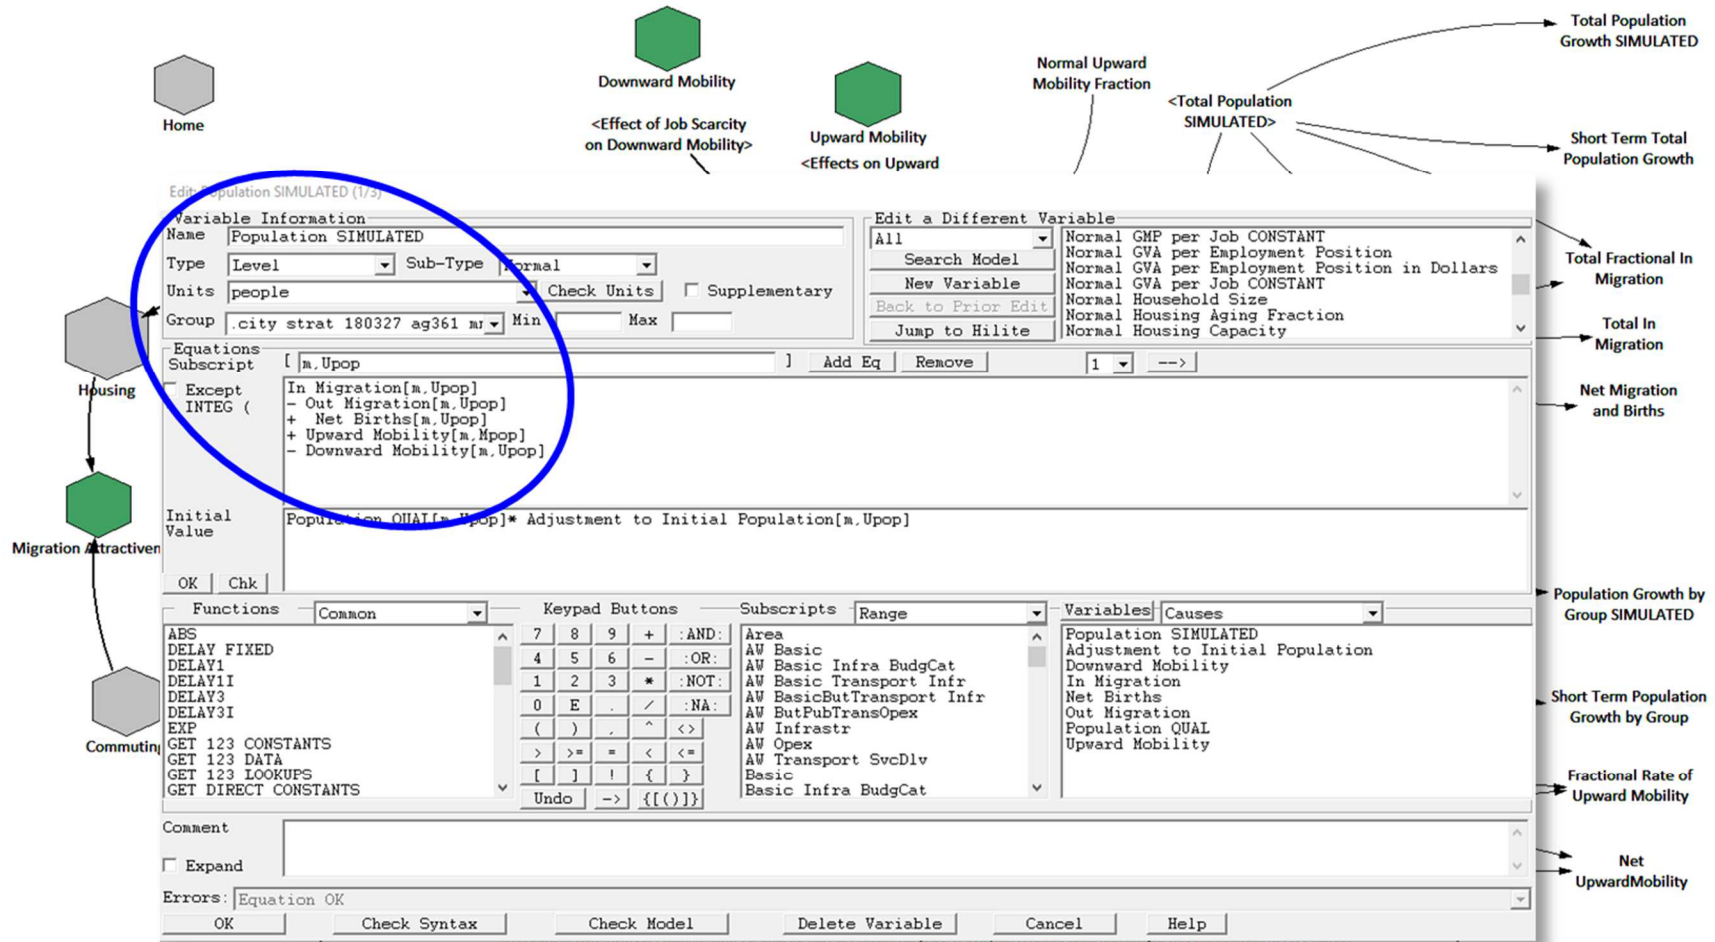 Total Population
Growth SIMULATED
Home
Downward Mobility
<Effect of Job Scarcity
on Downward Mobility>
Upward Mobility
<Effects on Upward
Normal Upward
Mobility Fraction
<Total Population
SIMULATED>
Short Term Total
Population Growth
Edit: Population SIMULATED (1/3)
Variable Information
Name Population SIMULATED
Type Level Sub-Type Normal
Units people Check Units Supplementary
Group .city strat 180327 ag361 mr Min Max
Edit a Different Variable
All
Search Model
New Variable
Back to Prior Edit
Jump to Hilite
Normal GMP per Job CONSTANT
Normal GVA per Employment Position
Normal GVA per Employment Position in Dollars
Normal GVA per Job CONSTANT
Normal Household Size
Normal Housing Aging Fraction
Normal Housing Capacity
Total Fractional In
Migration
Total In
Migration
Net Migration
and Births
Housing
Migration Attractiven
Commuting
Equations
Subscript [ m,Upop ] Add Eq Remove 1 -->
Except
INTEG (
In Migration[m,Upop]
- Out Migration[m,Upop]
+ Net Births[m,Upop]
+ Upward Mobility[m,Mpop]
- Downward Mobility[m,Upop]
Initial
Value
Population QUAL[m,Upop]* Adjustment to Initial Population[m,Upop]
OK Chk
Population Growth by
Group SIMULATED
Functions Common
ABS
DELAY FIXED
DELAY1
DELAY1I
DELAY3
DELAY3I
EXP
GET 123 CONSTANTS
GET 123 DATA
GET 123 LOOKUPS
GET DIRECT CONSTANTS
Keypad Buttons
7 8 9 + :AND:
4 5 6 - :OR:
1 2 3 * :NOT:
0 E . / :NA:
( ) , ^ <>
> >= = < <=
[ ] ! { }
Undo -> {[()]}
Subscripts Range
Area
AW Basic
AW Basic Infra BudgCat
AW Basic Transport Infr
AW BasicButTransport Infr
AW ButPubTransOpex
AW Infrastr
AW Opex
AW Transport SvcDlv
Basic
Basic Infra BudgCat
Variables Causes
Population SIMULATED
Adjustment to Initial Population
Downward Mobility
In Migration
Net Births
Out Migration
Population QUAL
Upward Mobility
Short Term Population
Growth by Group
Fractional Rate of
Upward Mobility
Net
UpwardMobility
Comment
Expand
Errors: Equation OK
OK Check Syntax Check Model Delete Variable Cancel Help